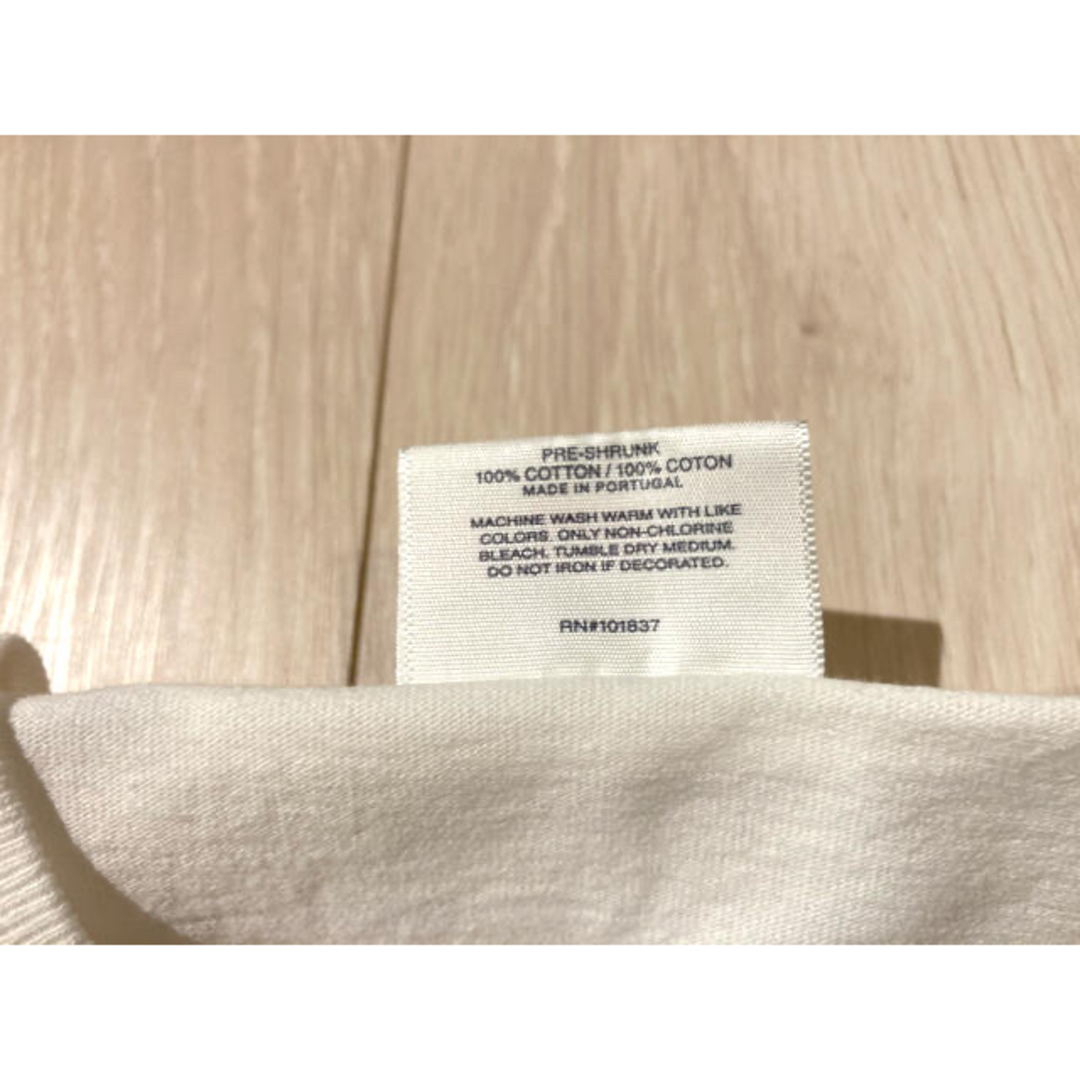 PRE-SHRUNK
100% COTTON / 100% COTON
MADE IN PORTUGAL
MACHINE WASH WARM WITH LIKE
COLORS. ONLY NON-CHLORINE
BLEACH. TUMBLE DRY MEDIUM.
DO NOT IRON IF DECORATED.
RN#101837